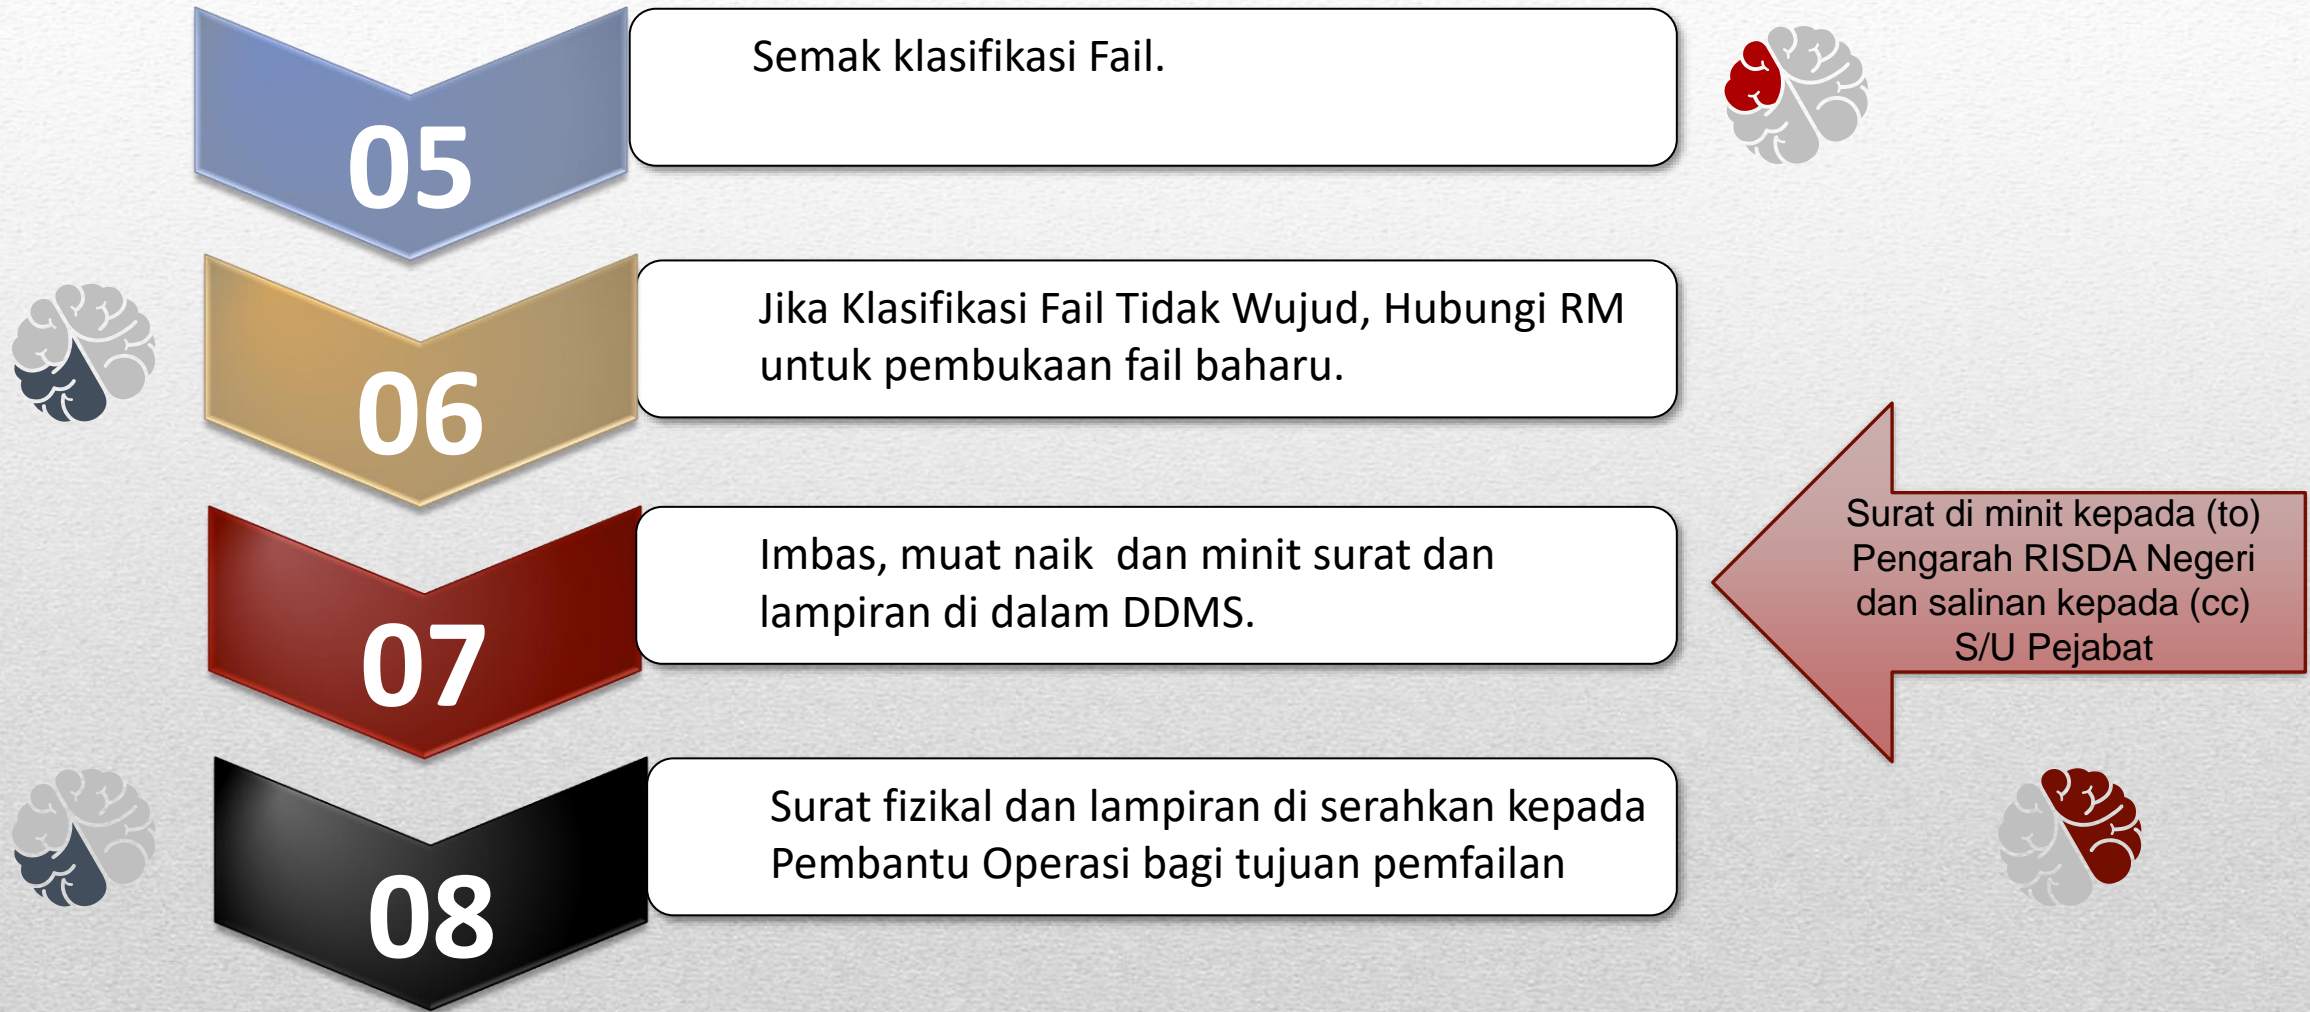 05
Semak klasifikasi Fail.
06
Jika Klasifikasi Fail Tidak Wujud, Hubungi RM
untuk pembukaan fail baharu.
07
Imbas, muat naik  dan minit surat dan
lampiran di dalam DDMS.
Surat di minit kepada (to)
Pengarah RISDA Negeri
dan salinan kepada (cc)
S/U Pejabat
08
Surat fizikal dan lampiran di serahkan kepada
Pembantu Operasi bagi tujuan pemfailan